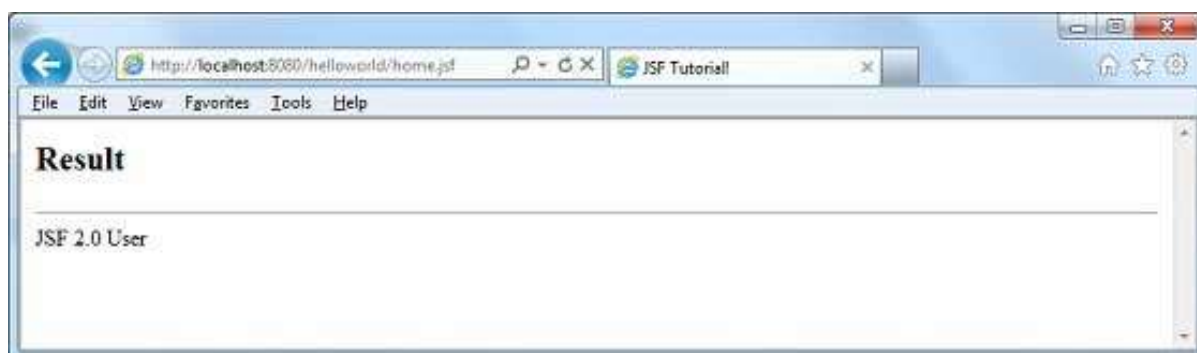 http://localhost:8080/helloworld/home.jsf
JSF Tutorial!
File Edit View Favorites Tools Help
Result
JSF 2.0 User